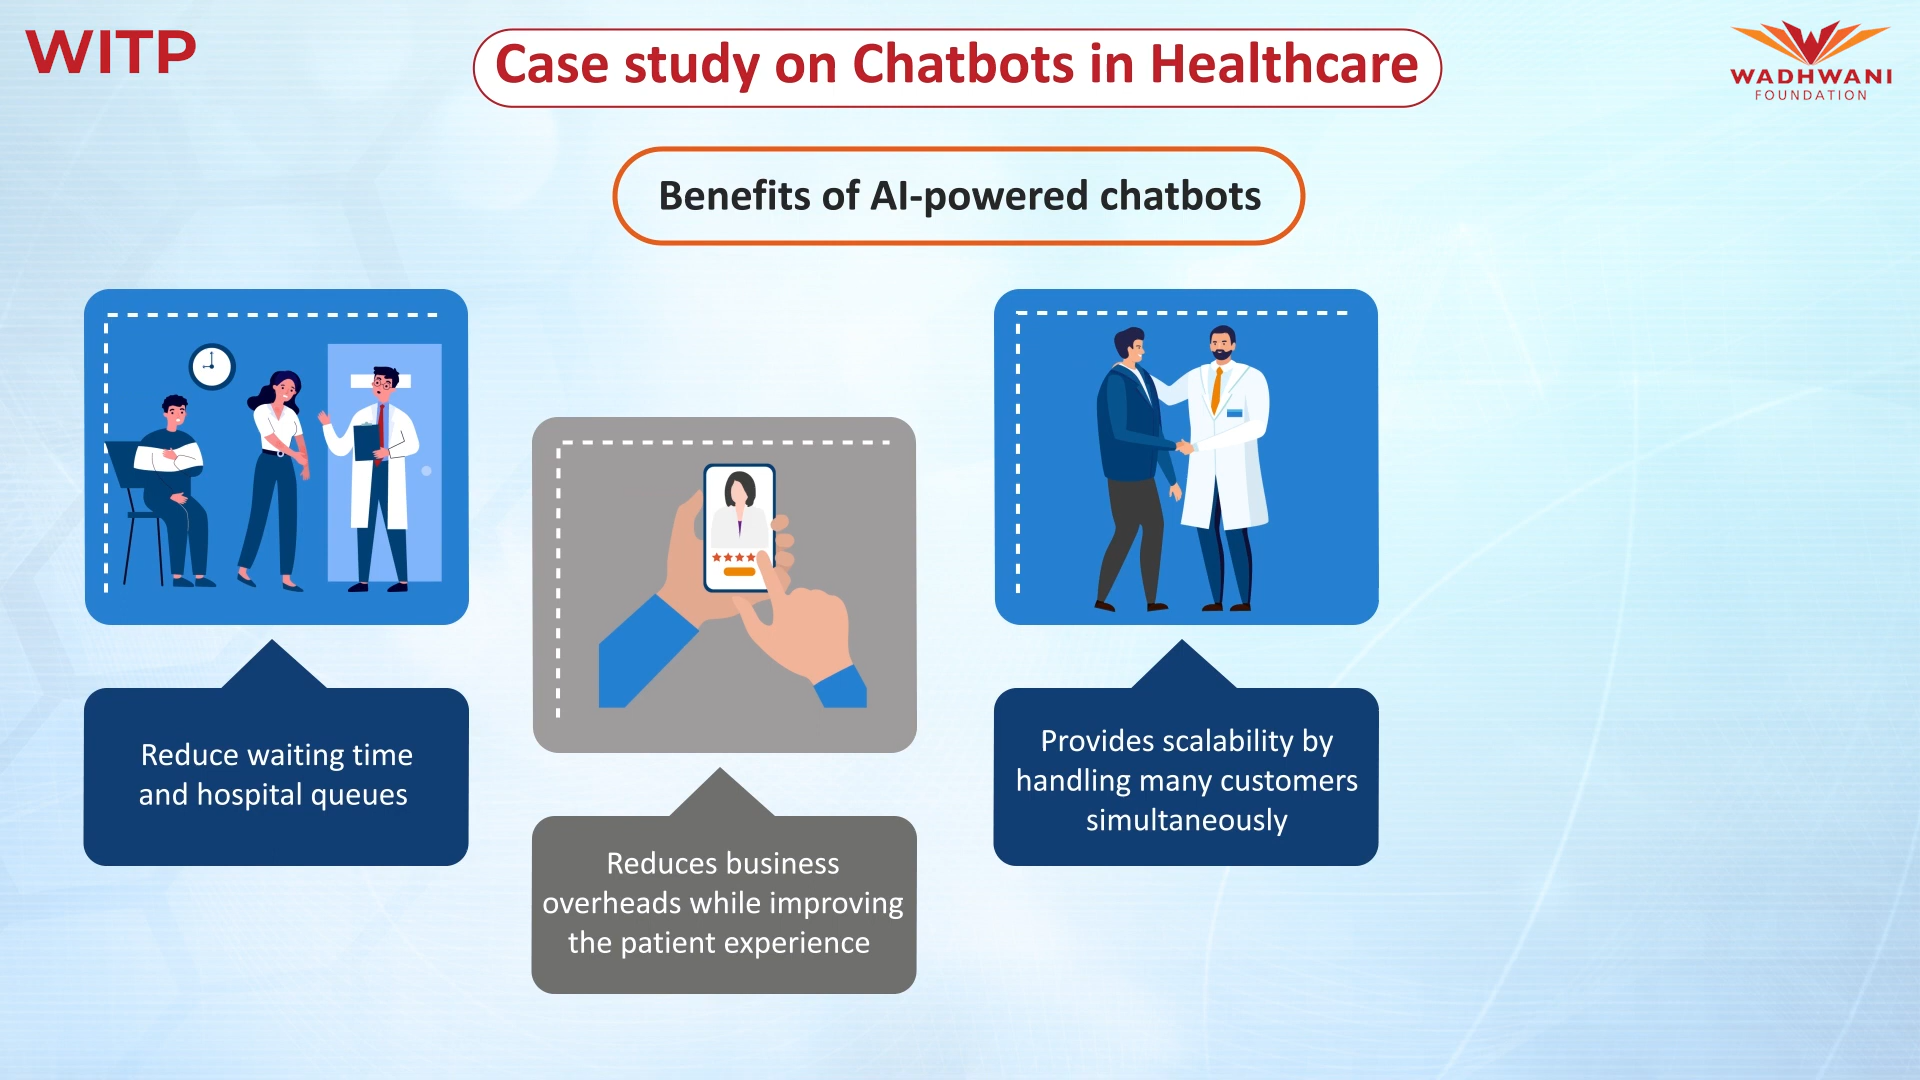 WITP
Case study on Chatbots in Healthcare
WADHWANI
FOUNDATION
Benefits of AI-powered chatbots
Reduce waiting time
and hospital queues
Reduces business
overheads while improving
the patient experience
Provides scalability by
handling many customers
simultaneously